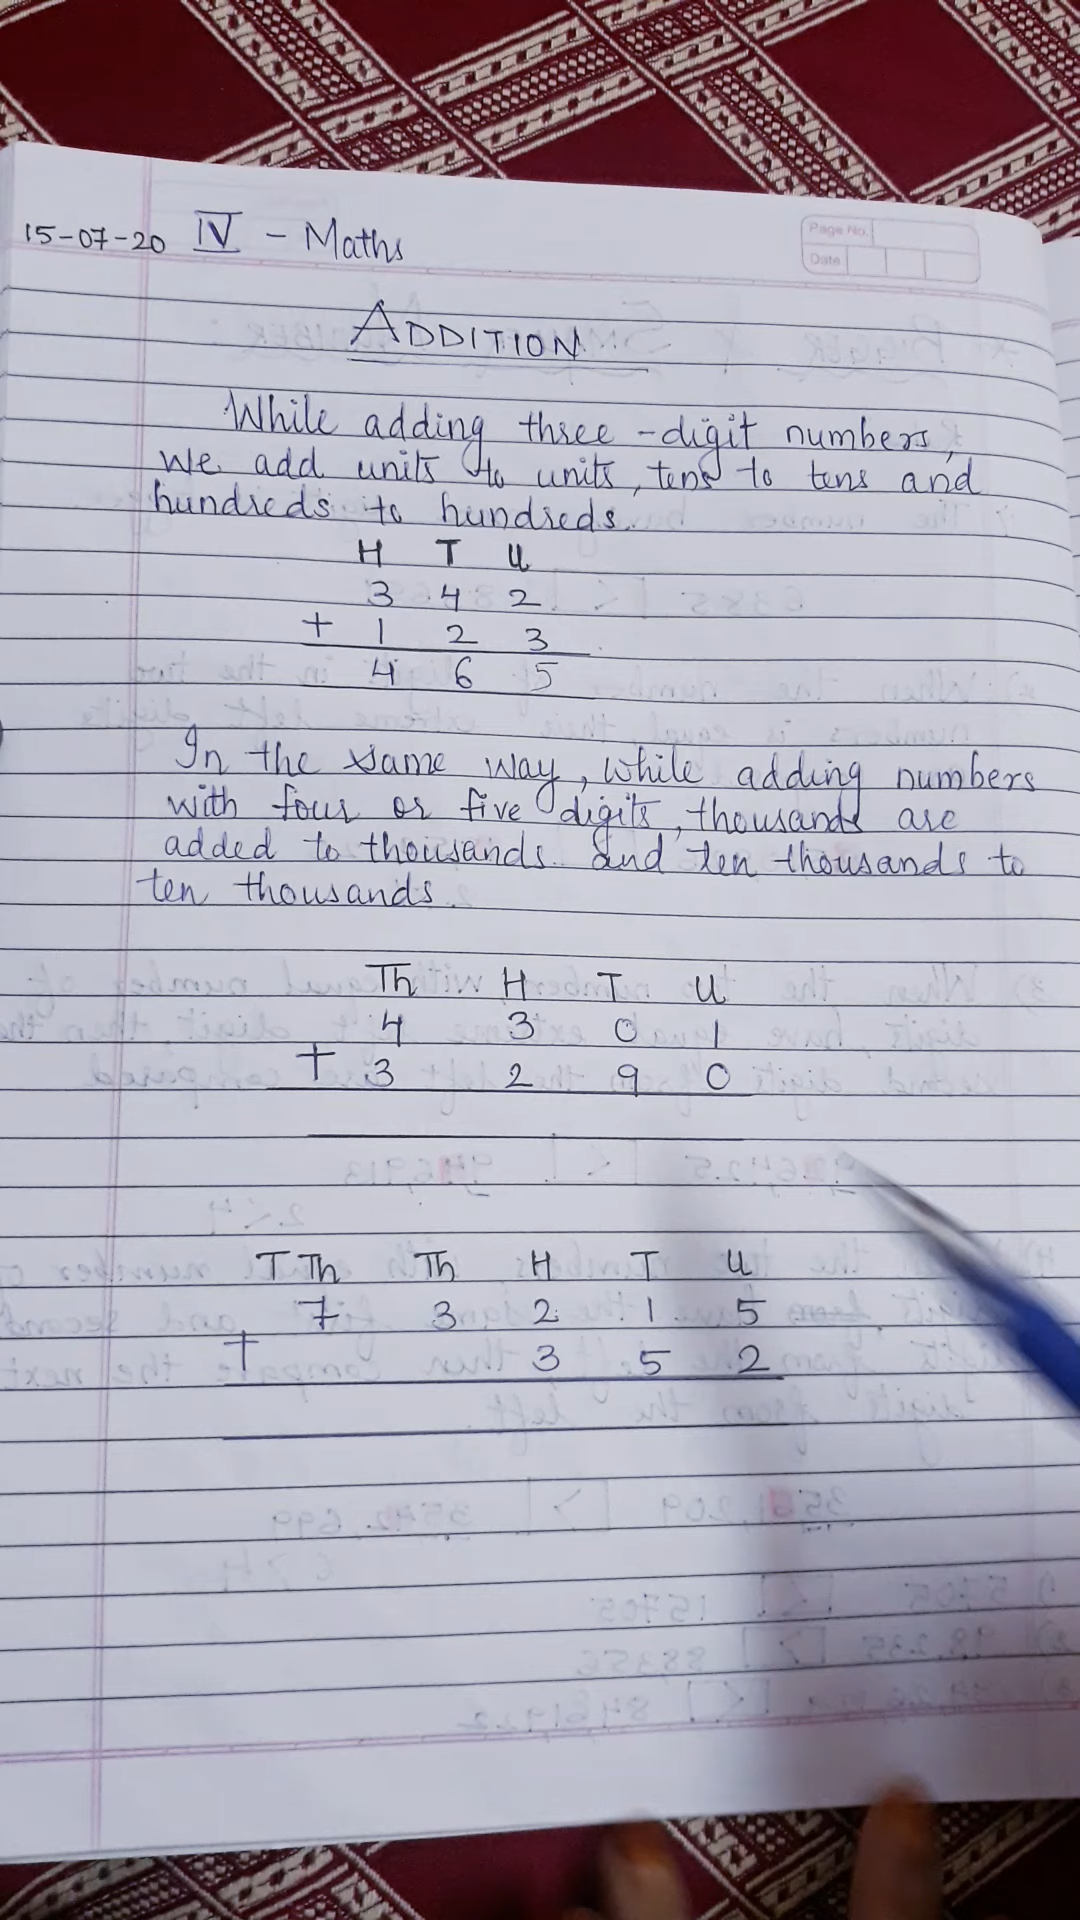 15-07-20 IV - Maths
Page No.
Date
ADDITION
While adding three-digit numbers,
we add units to units, tens to tens and
hundreds to hundreds.
H T U
3 4 2
+ 1 2 3
4 6 5
In the same way, while adding numbers
with four or five digits, thousands are
added to thousands and ten thousands to
ten thousands.
Th H T U
4 3 0 1
+ 3 2 9 0
T Th Th H T U
7 3 2 1 5
+ 3 5 2